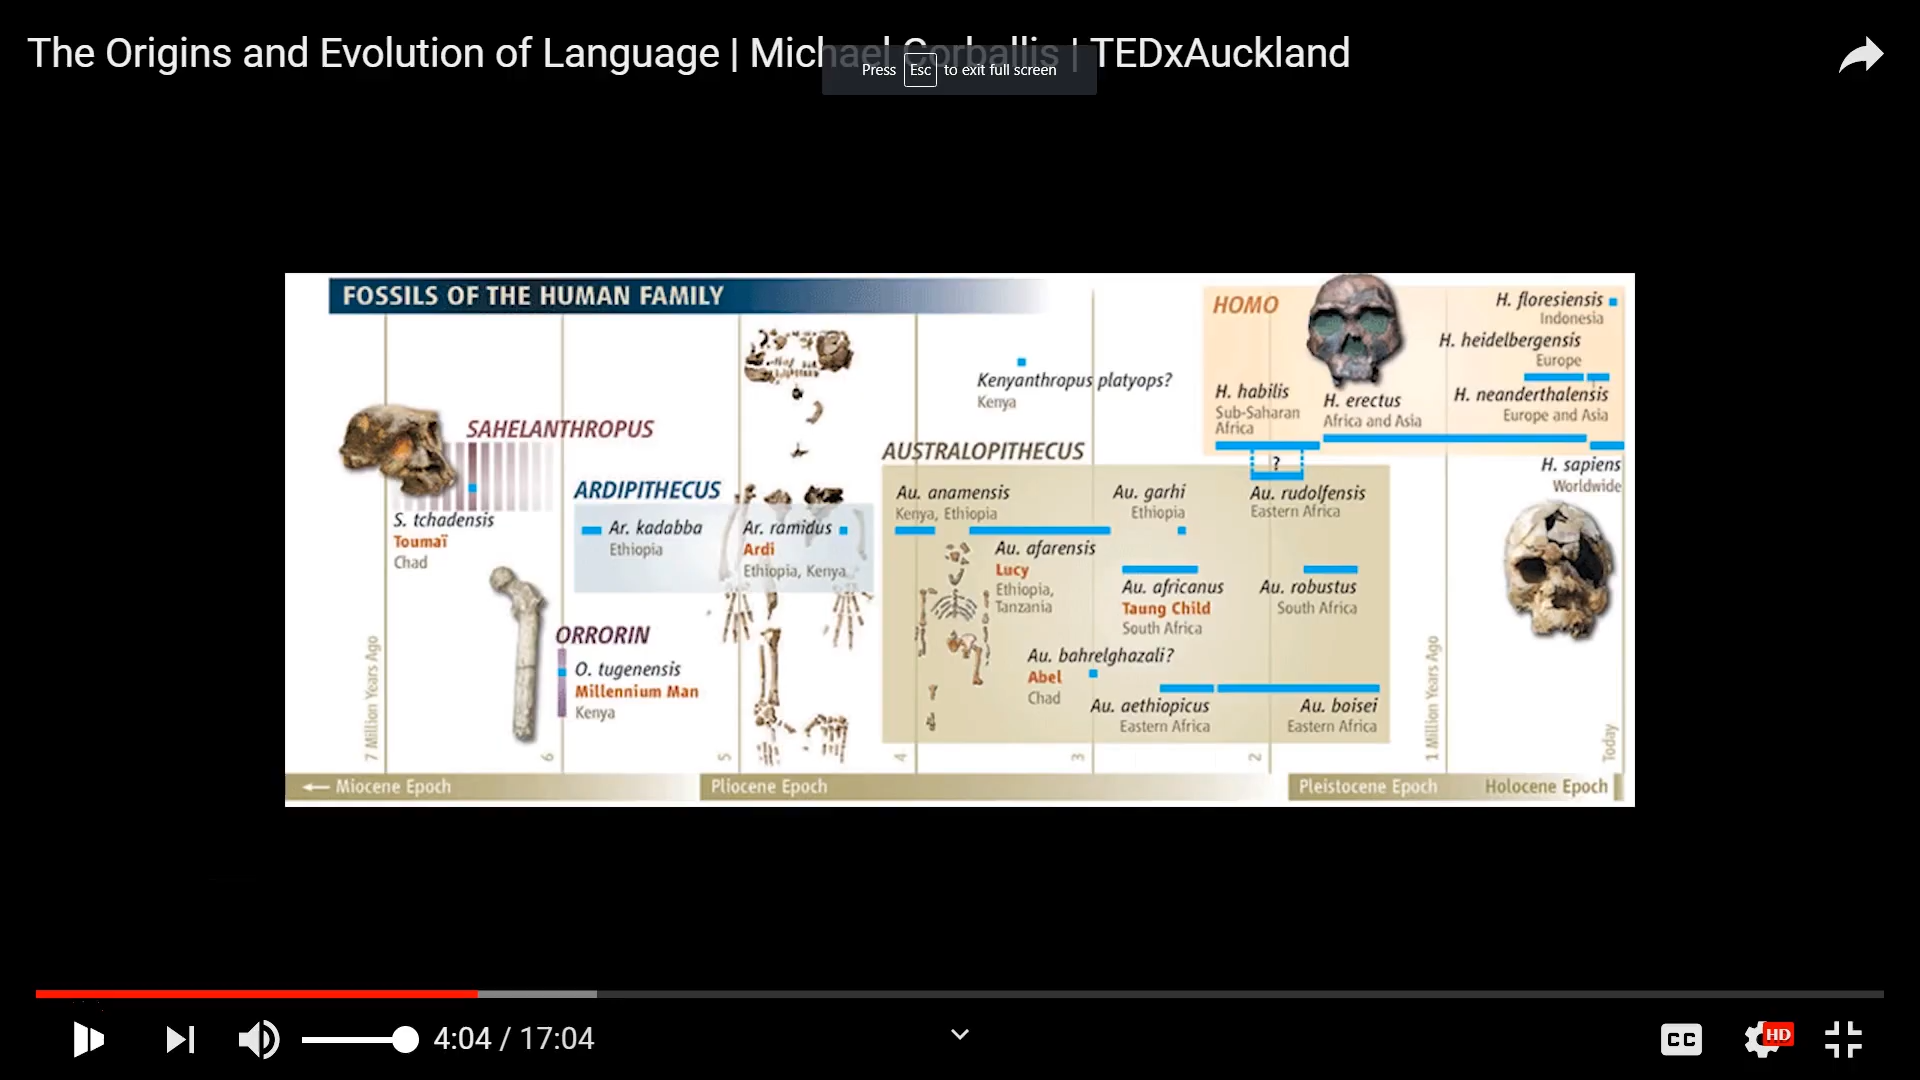 The Origins and Evolution of Language | Michael Corballis | TEDxAuckland
Press Esc to exit full screen
FOSSILS OF THE HUMAN FAMILY
SAHELANTHROPUS
S. tchadensis
Toumaï
Chad
ORRORIN
O. tugenensis
Millennium Man
Kenya
ARDIPITHECUS
Ar. kadabba
Ethiopia
Ar. ramidus
Ardi
Ethiopia, Kenya
Kenyanthropus platyops?
Kenya
AUSTRALOPITHECUS
Au. anamensis
Kenya, Ethiopia
Au. afarensis
Lucy
Ethiopia,
Tanzania
Au. garhi
Ethiopia
Au. africanus
Taung Child
South Africa
Au. bahrelghazali?
Abel
Chad
Au. aethiopicus
Eastern Africa
?
Au. rudolfensis
Eastern Africa
Au. robustus
South Africa
Au. boisei
Eastern Africa
HOMO
H. habilis
Sub-Saharan
Africa
H. erectus
Africa and Asia
H. floresiensis
Indonesia
H. heidelbergensis
Europe
H. neanderthalensis
Europe and Asia
H. sapiens
Worldwide
7 Million Years Ago
6
5
4
3
2
1 Million Years Ago
Today
Miocene Epoch
Pliocene Epoch
Pleistocene Epoch
Holocene Epoch
4:04 / 17:04
CC
HD